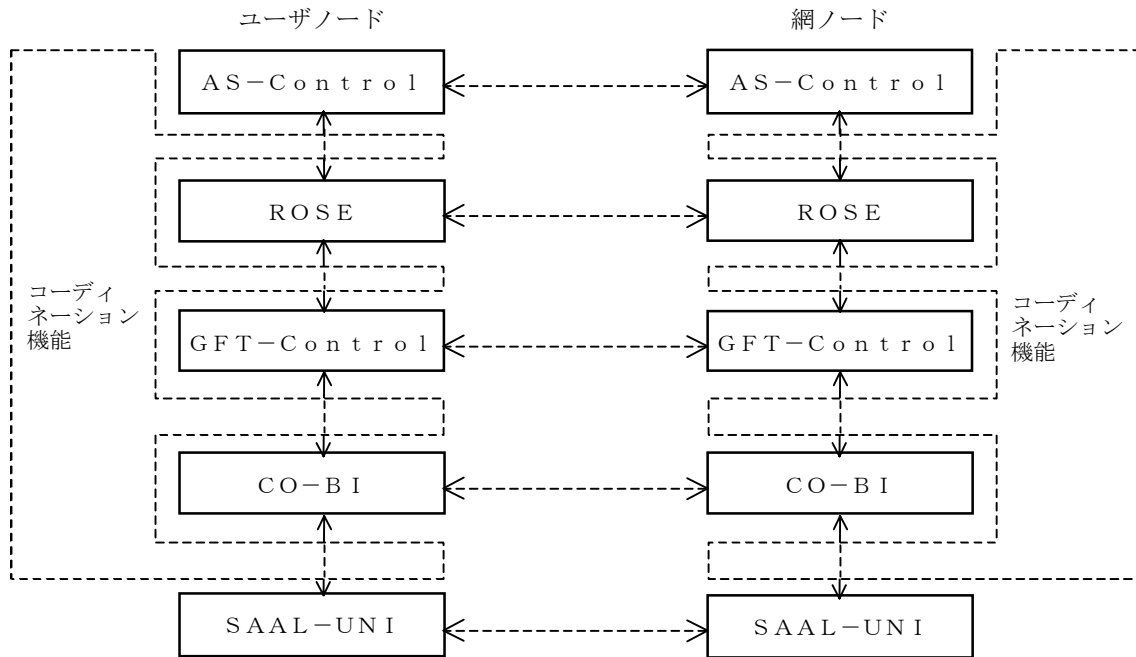 ユーザノード
網ノード
AS-Control
AS-Control
ROSE
ROSE
コーディ
ネーション
機能
コーディ
ネーション
機能
GFT-Control
GFT-Control
CO-BI
CO-BI
SAAL-UNI
SAAL-UNI